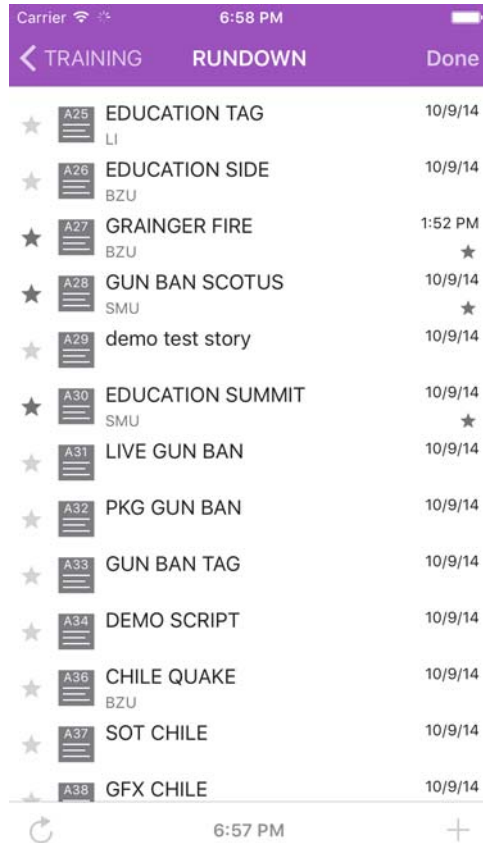 Carrier 6:58 PM
TRAINING RUNDOWN Done
A25 EDUCATION TAG 10/9/14
LI
A26 EDUCATION SIDE 10/9/14
BZU
A27 GRAINGER FIRE 1:52 PM
BZU
A28 GUN BAN SCOTUS 10/9/14
SMU
A29 demo test story 10/9/14
A30 EDUCATION SUMMIT 10/9/14
SMU
A31 LIVE GUN BAN 10/9/14
A32 PKG GUN BAN 10/9/14
A33 GUN BAN TAG 10/9/14
A34 DEMO SCRIPT 10/9/14
A36 CHILE QUAKE 10/9/14
BZU
A37 SOT CHILE 10/9/14
A38 GFX CHILE 10/9/14
6:57 PM